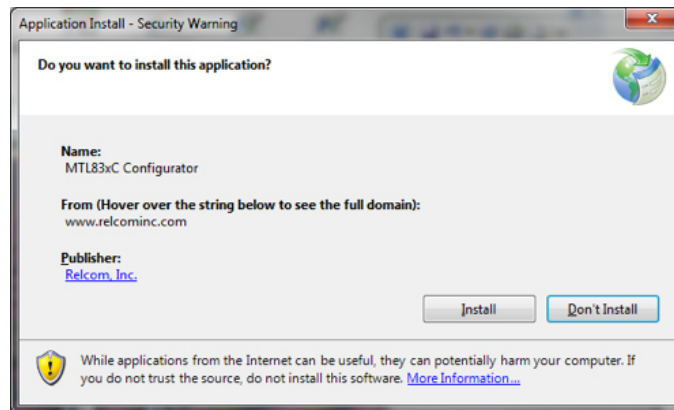 Application Install - Security Warning
Do you want to install this application?
Name:
MTL83xC Configurator
From (Hover over the string below to see the full domain):
www.relcominc.com
Publisher:
Relcom, Inc.
Install
Don't Install
While applications from the Internet can be useful, they can potentially harm your computer. If
you do not trust the source, do not install this software. More Information...